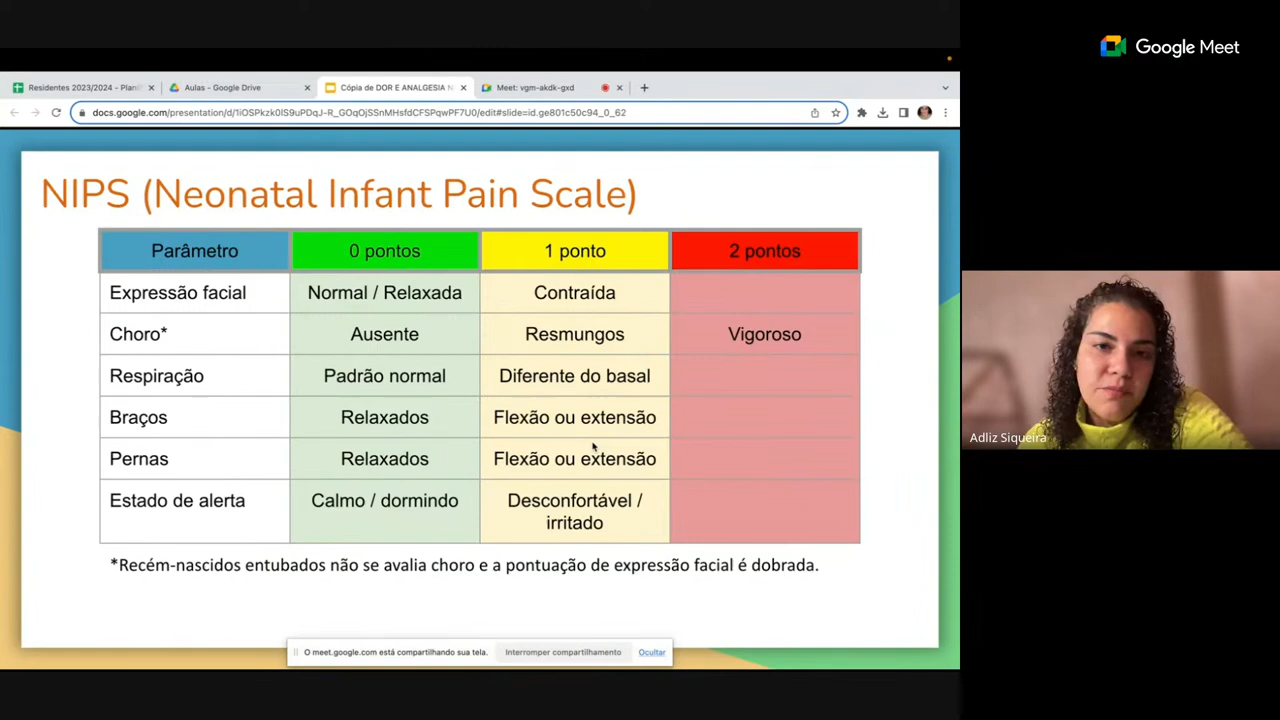 Google Meet
Residentes 2023/2024 - Plani
Aulas - Google Drive
Cópia de DOR E ANALGESIA N
Meet: vgm-akdk-gxd
docs.google.com/presentation/d/1iOSPkzk0lS9uPDqJ-R_GOqOjSSnMHsfdCFSPqwPF7U0/edit#slide=id.ge801c50c94_0_62
NIPS (Neonatal Infant Pain Scale)
Parâmetro 0 pontos 1 ponto 2 pontos
Expressão facial Normal / Relaxada Contraída
Choro* Ausente Resmungos Vigoroso
Respiração Padrão normal Diferente do basal
Braços Relaxados Flexão ou extensão
Pernas Relaxados Flexão ou extensão
Estado de alerta Calmo / dormindo Desconfortável /
irritado
*Recém-nascidos entubados não se avalia choro e a pontuação de expressão facial é dobrada.
O meet.google.com está compartilhando sua tela. Interromper compartilhamento Ocultar
Adliz Siqueira